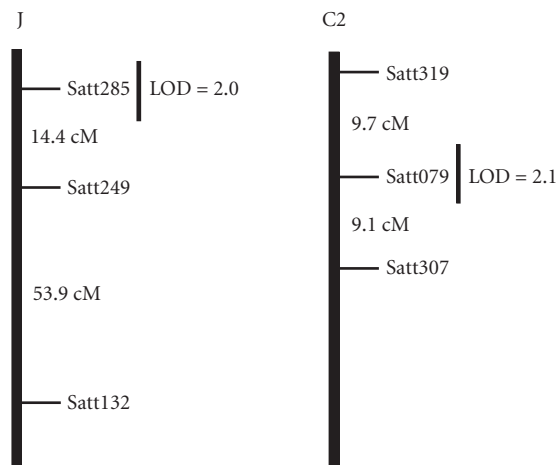 J
Satt285
LOD = 2.0
14.4 cM
Satt249
53.9 cM
Satt132
C2
Satt319
9.7 cM
Satt079
LOD = 2.1
9.1 cM
Satt307